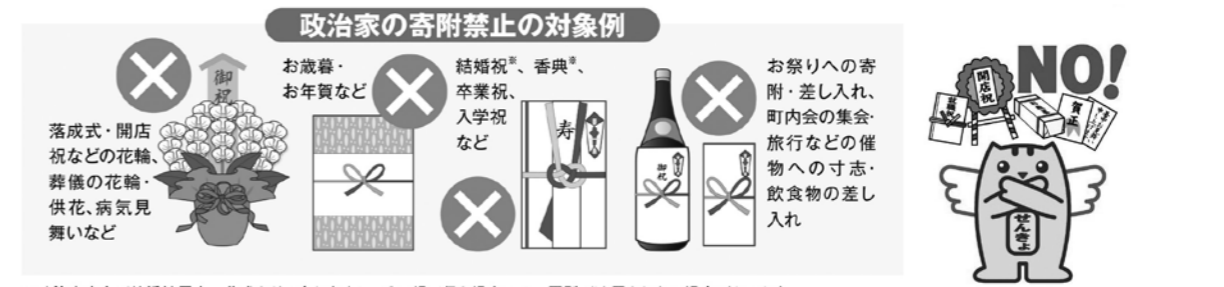 政治家の寄附禁止の対象例
御祝
落成式・開店
祝などの花輪、
葬儀の花輪・
供花、病気見
舞いなど
お歳暮・
お年賀など
結婚祝※、香典※、
卒業祝、
入学祝
など
寿
御祝
お祭りへの寄
附・差し入れ、
町内会の集会・
旅行などの催
物への寸志・
飲食物の差し
入れ
NO!
開店祝
賀正
せんきょ